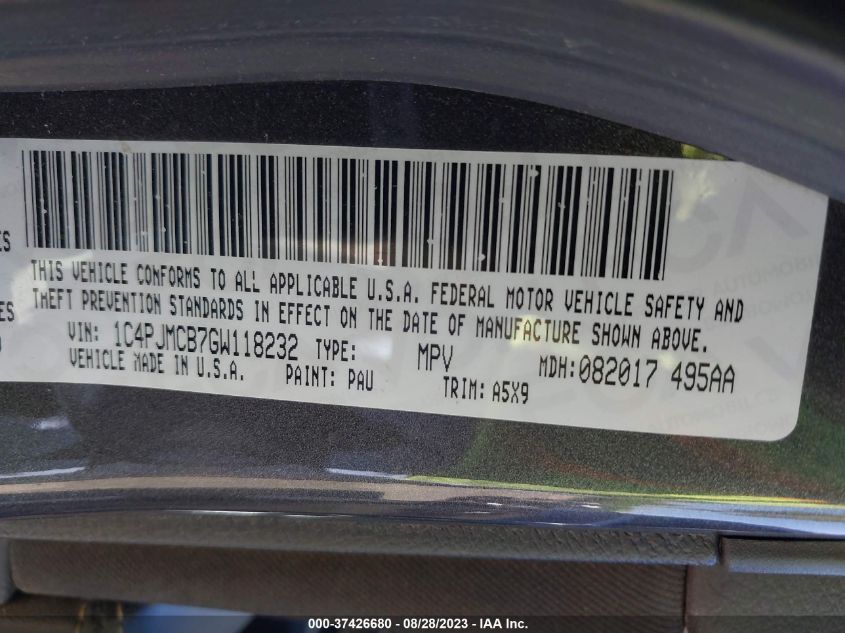 ES
THIS VEHICLE CONFORMS TO ALL APPLICABLE U.S.A. FEDERAL MOTOR VEHICLE SAFETY AND
ES
THEFT PREVENTION STANDARDS IN EFFECT ON THE DATE OF MANUFACTURE SHOWN ABOVE.
VIN: 1C4PJMCB7GW118232 TYPE: MPV MDH:082017 495AA
VEHICLE MADE IN U.S.A. PAINT: PAU TRIM: A5X9
000-37426680 / 08/28/2023 / IAA Inc.